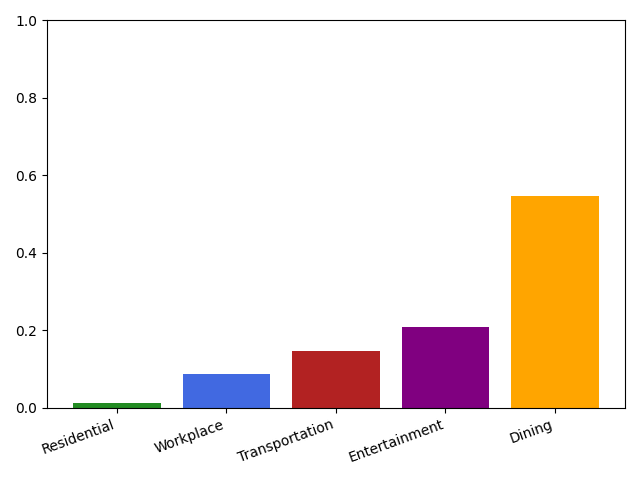 1.0
0.8
0.6
0.4
0.2
0.0
Residential
Workplace
Transportation
Entertainment
Dining